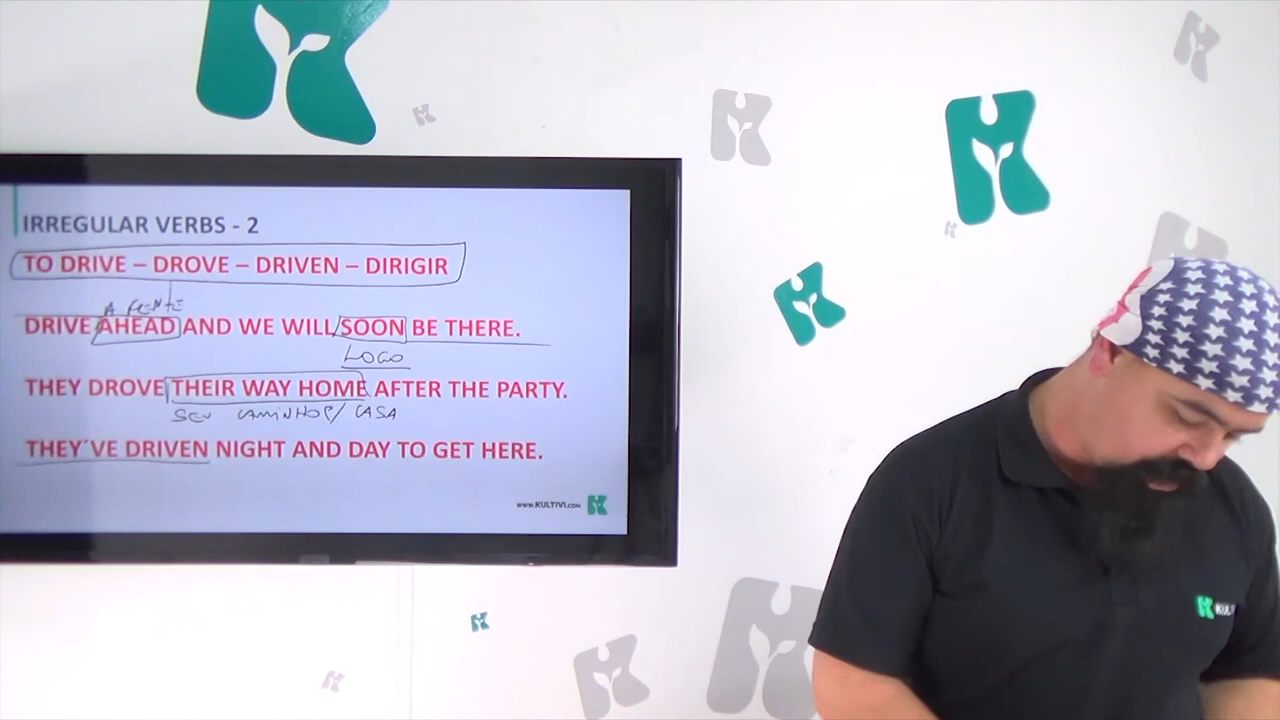 IRREGULAR VERBS - 2
TO DRIVE – DROVE – DRIVEN – DIRIGIR
A FRENTE
DRIVE AHEAD AND WE WILL SOON BE THERE.
LOGO
THEY DROVE THEIR WAY HOME AFTER THE PARTY.
SEU CAMINHO P/ CASA
THEY´VE DRIVEN NIGHT AND DAY TO GET HERE.
WWW.KULTIVI.COM